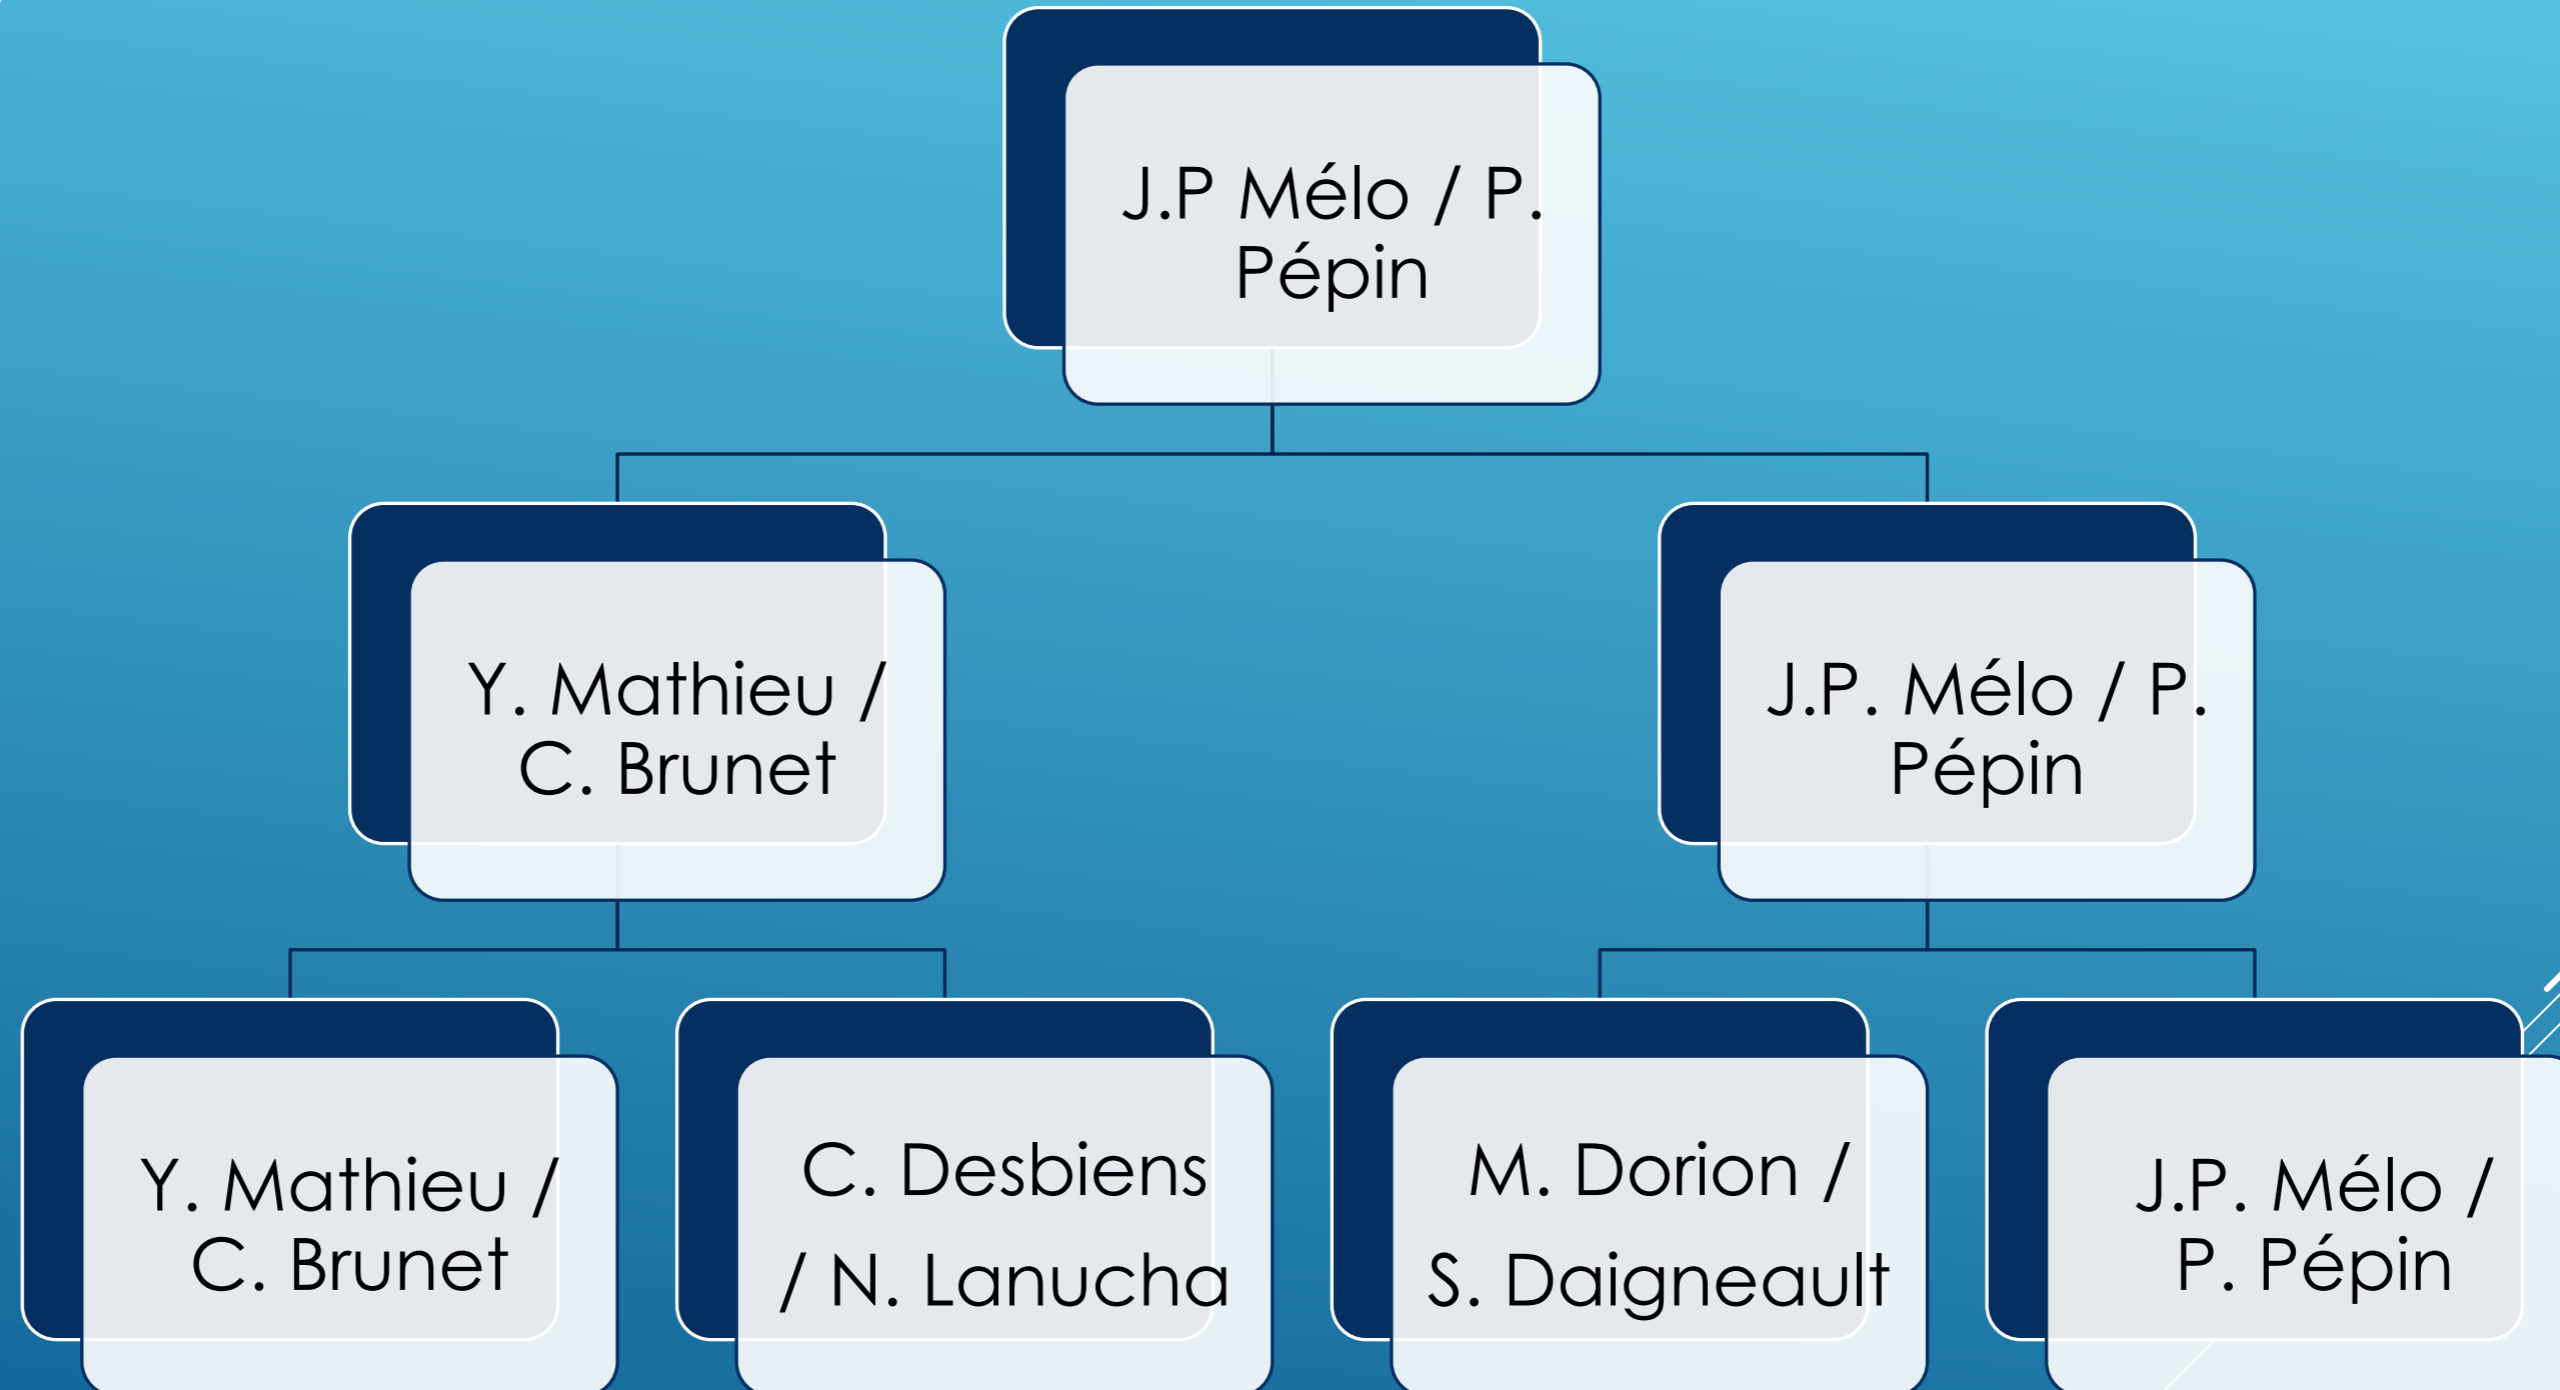 J.P Mélo / P.
Pépin
Y. Mathieu /
C. Brunet
J.P. Mélo / P.
Pépin
Y. Mathieu /
C. Brunet
C. Desbiens
/ N. Lanucha
M. Dorion /
S. Daigneault
J.P. Mélo /
P. Pépin